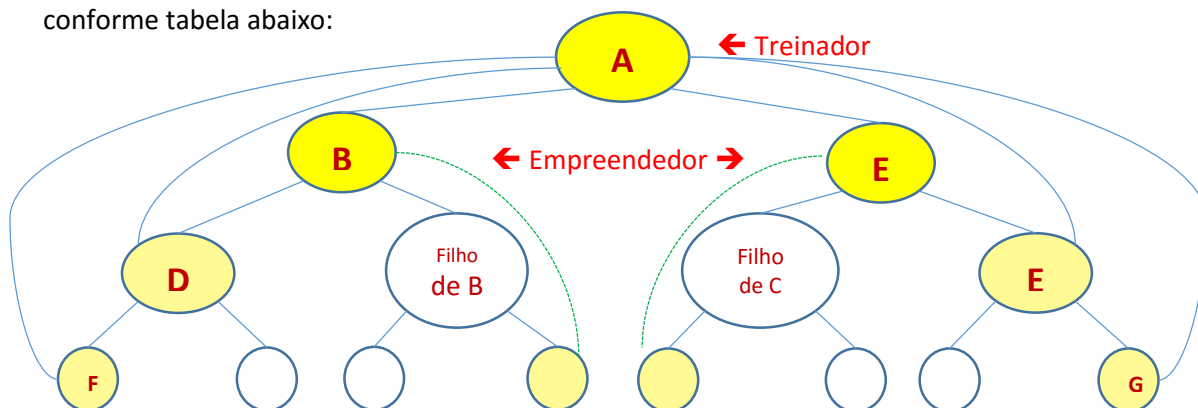 conforme tabela abaixo:
← Treinador
A
B
← Empreendedor →
E
D
Filho
de B
Filho
de C
E
F
G